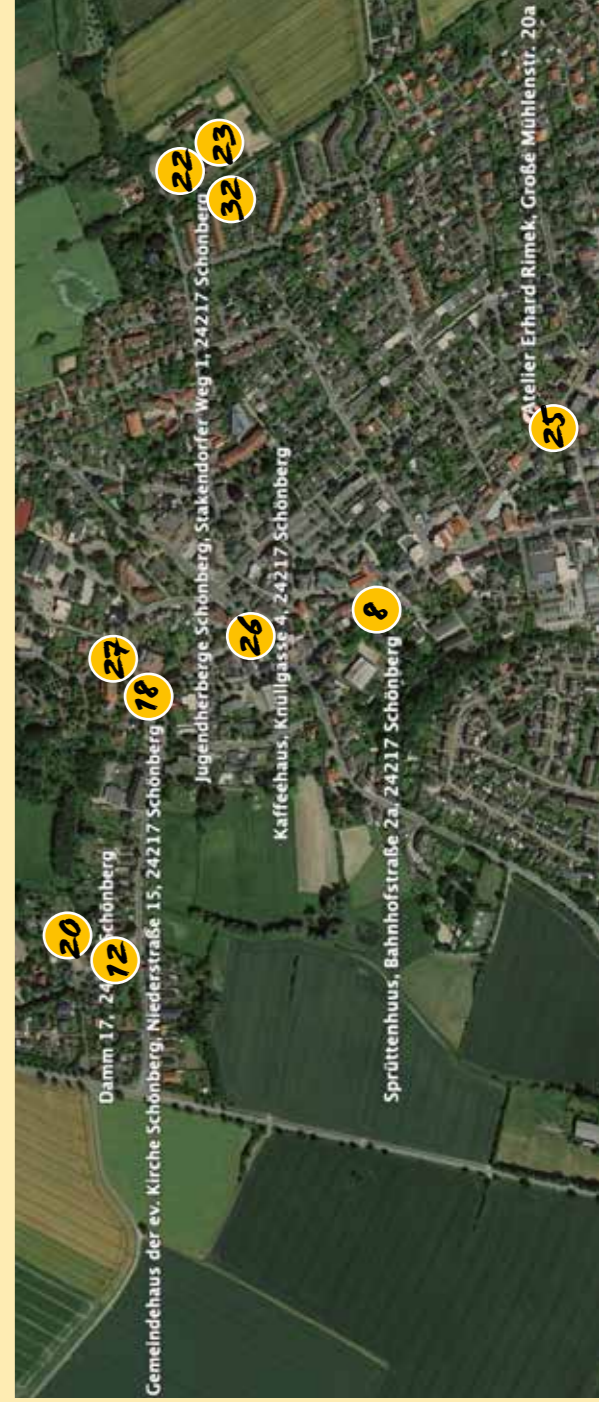 20
12
Damm 17, 24 Schönberg
27
18
Gemeindehaus der ev. Kirche Schönberg, Niederstraße 15, 24217 Schönberg
22
23
32
Jugendherberge Schönberg, Stakendorfer Weg 1, 24217 Schönberg
26
Kaffeehaus, Knüllgasse 4, 24217 Schönberg
8
Sprüttenhuus, Bahnhofstraße 2a, 24217 Schönberg
25
Atelier Erhard Rimek, Große Mühlenstr. 20a